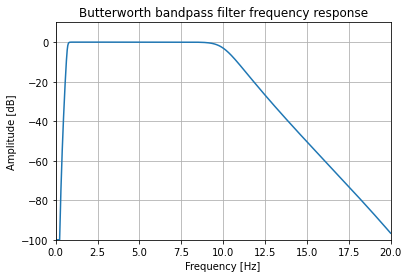 Butterworth bandpass filter frequency response
Amplitude [dB]
0
−20
−40
−60
−80
−100
0.0 2.5 5.0 7.5 10.0 12.5 15.0 17.5 20.0
Frequency [Hz]